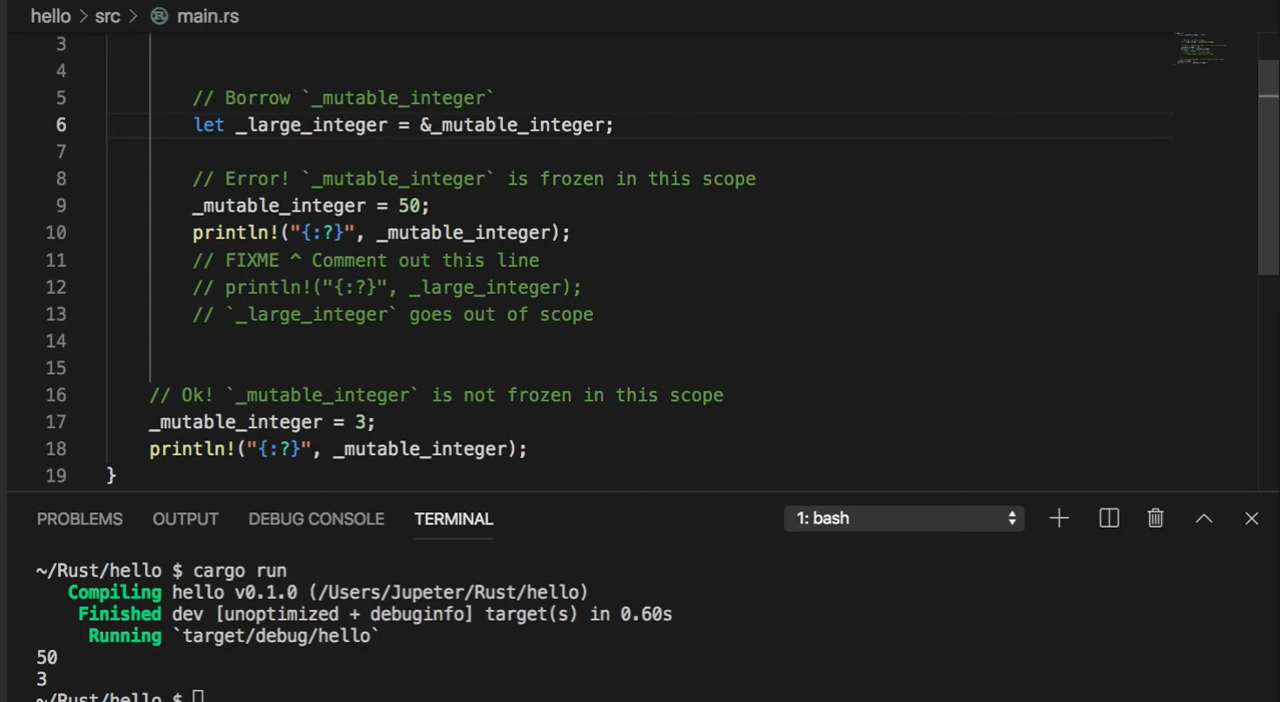 hello > src > main.rs
3
4
5 // Borrow `_mutable_integer`
6 let _large_integer = &_mutable_integer;
7
8 // Error! `_mutable_integer` is frozen in this scope
9 _mutable_integer = 50;
10 println!("{:?}", _mutable_integer);
11 // FIXME ^ Comment out this line
12 // println!("{:?}", _large_integer);
13 // `_large_integer` goes out of scope
14
15
16 // Ok! `_mutable_integer` is not frozen in this scope
17 _mutable_integer = 3;
18 println!("{:?}", _mutable_integer);
19 }
PROBLEMS OUTPUT DEBUG CONSOLE TERMINAL 1: bash
~/Rust/hello $ cargo run
Compiling hello v0.1.0 (/Users/Jupeter/Rust/hello)
Finished dev [unoptimized + debuginfo] target(s) in 0.60s
Running `target/debug/hello`
50
3
~/Rust/hello $